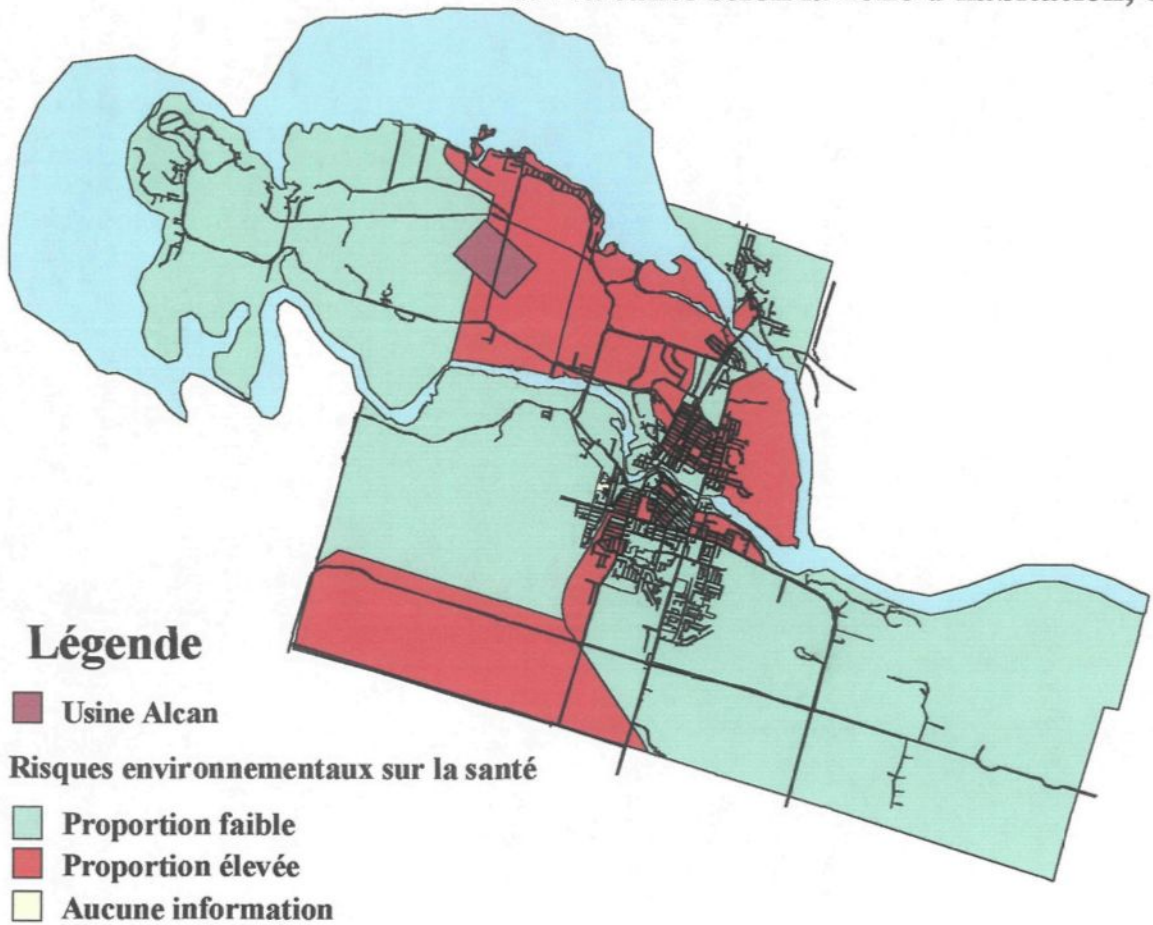 Légende
Usine Alcan
Risques environnementaux sur la santé
Proportion faible
Proportion élevée
Aucune information